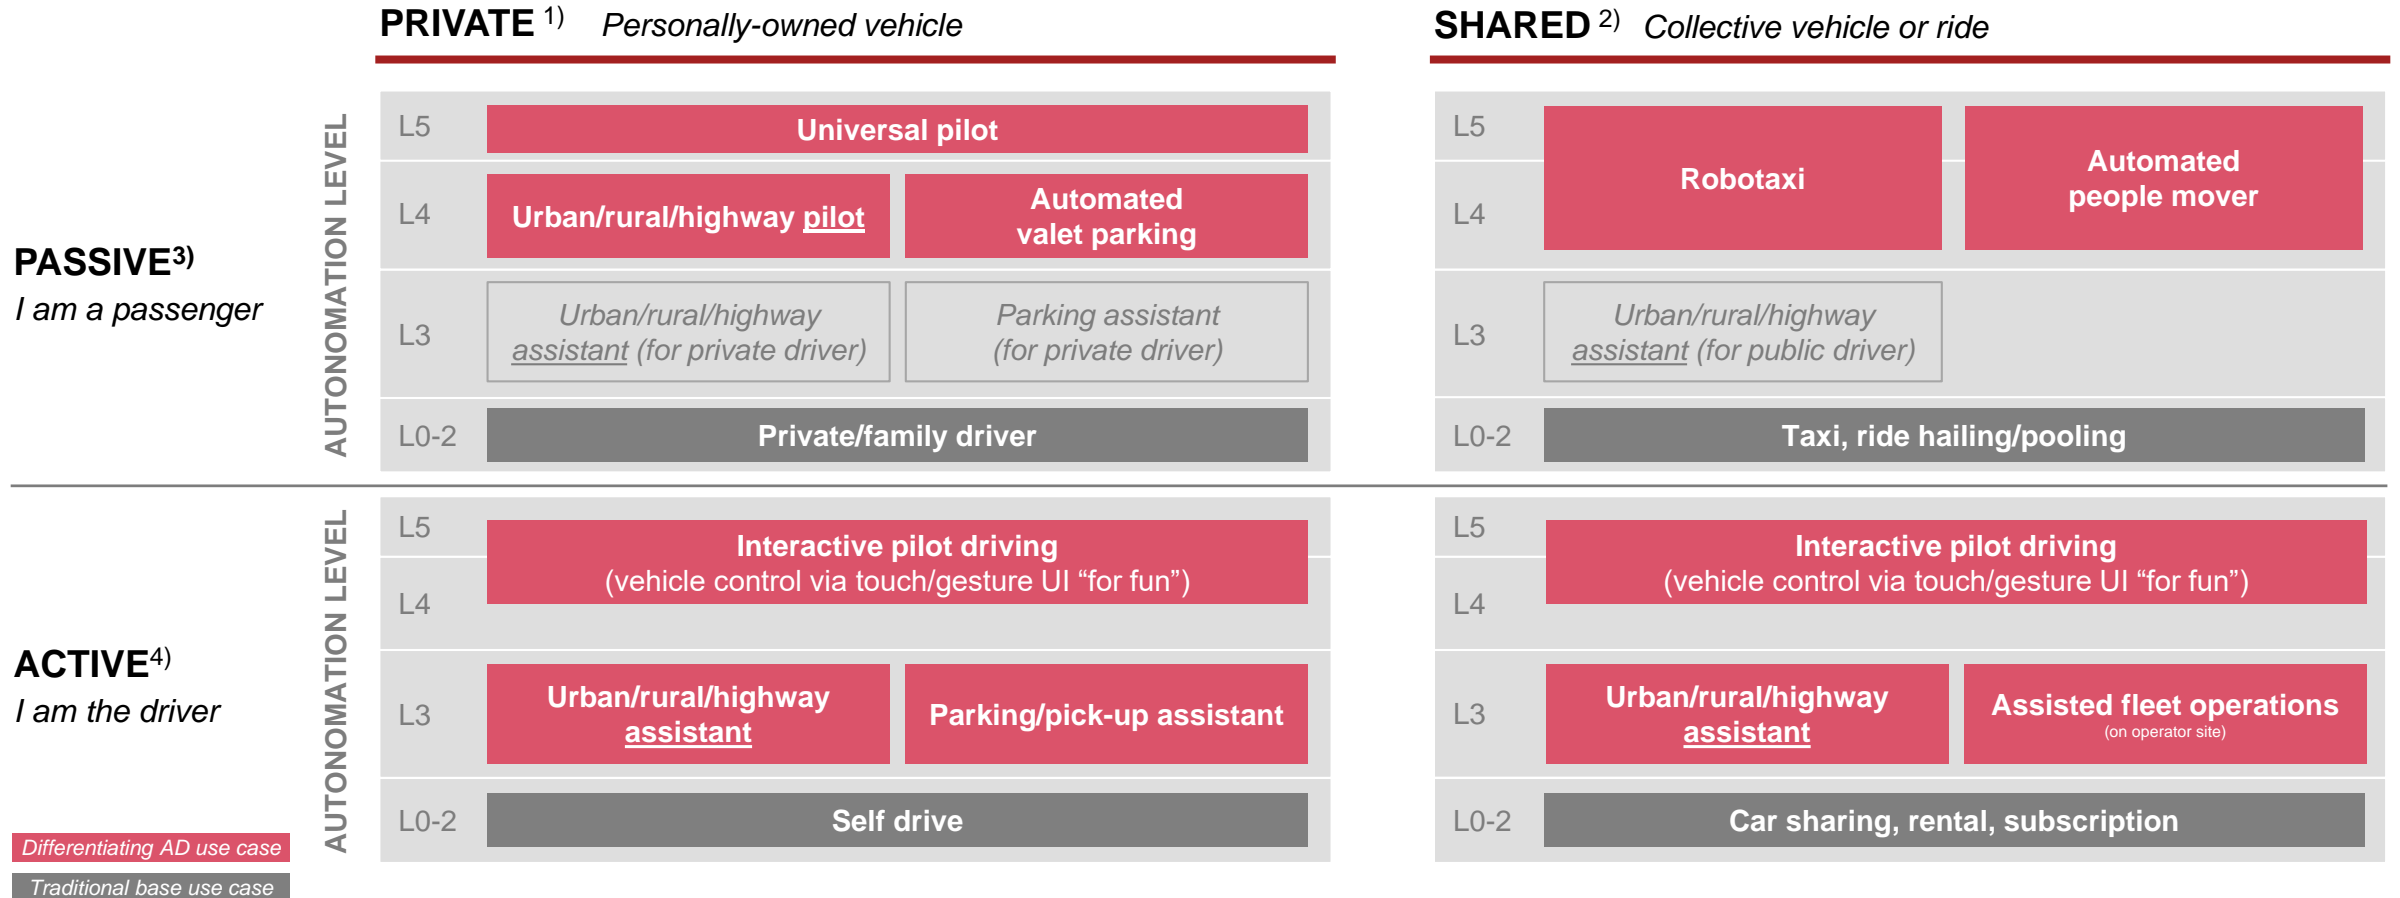 PRIVATE 1) Personally-owned vehicle
SHARED 2) Collective vehicle or ride
PASSIVE3)
I am a passenger
AUTONOMATION LEVEL
L5
Universal pilot
L4
Urban/rural/highway pilot
Automated
valet parking
L3
Urban/rural/highway
assistant (for private driver)
Parking assistant
(for private driver)
L0-2
Private/family driver
L5
L4
Robotaxi
Automated
people mover
L3
Urban/rural/highway
assistant (for public driver)
L0-2
Taxi, ride hailing/pooling
ACTIVE4)
I am the driver
AUTONOMATION LEVEL
L5
L4
Interactive pilot driving
(vehicle control via touch/gesture UI “for fun”)
L3
Urban/rural/highway
assistant
Parking/pick-up assistant
L0-2
Self drive
L5
L4
Interactive pilot driving
(vehicle control via touch/gesture UI “for fun”)
L3
Urban/rural/highway
assistant
Assisted fleet operations
(on operator site)
L0-2
Car sharing, rental, subscription
Differentiating AD use case
Traditional base use case